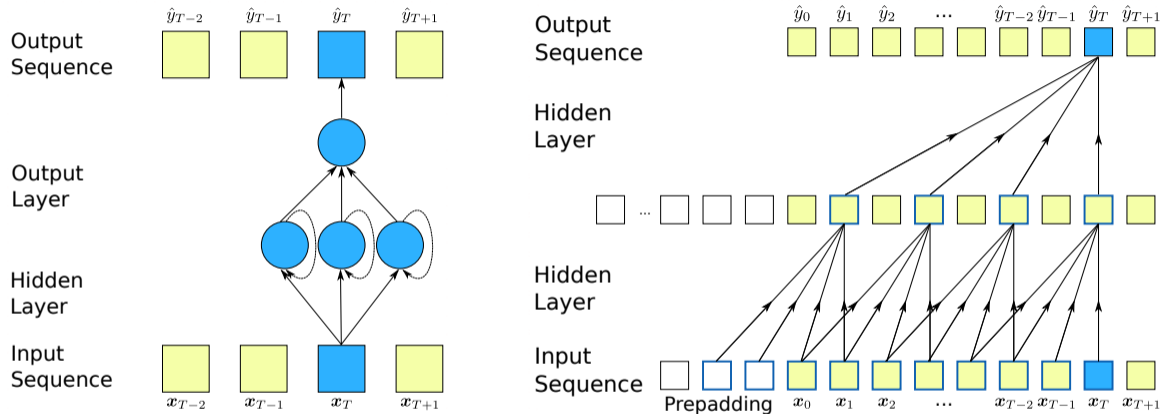 ŷ_{T−2} ŷ_{T−1} ŷ_T ŷ_{T+1}
Output
Sequence
Output
Layer
Hidden
Layer
Input
Sequence
x_{T−2} x_{T−1} x_T x_{T+1}
ŷ_0 ŷ_1 ŷ_2 ... ŷ_{T−2} ŷ_{T−1} ŷ_T ŷ_{T+1}
Output
Sequence
Hidden
Layer
...
Hidden
Layer
Input
Sequence
Prepadding x_0 x_1 x_2 ... x_{T−2} x_{T−1} x_T x_{T+1}